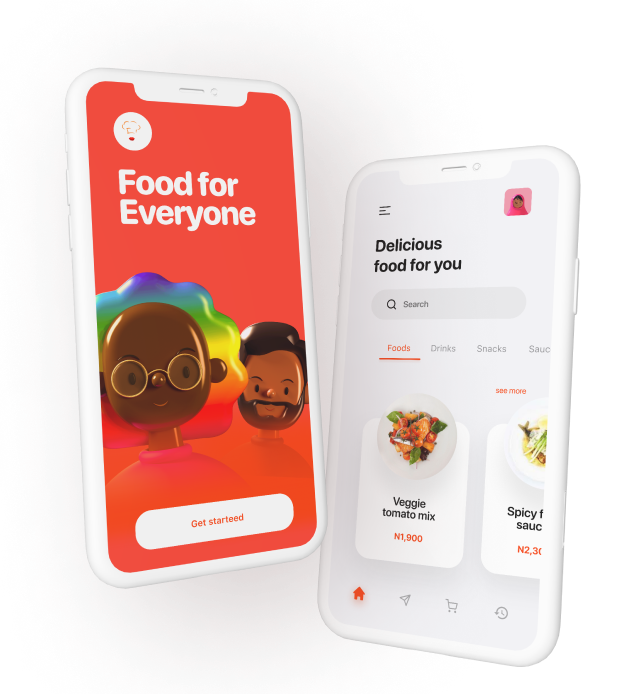 Food for
Everyone
Get starteed
Delicious
food for you
Search
Foods
Drinks
Snacks
Sauc
see more
Veggie
tomato mix
N1,900
Spicy f
sauc
N2,30